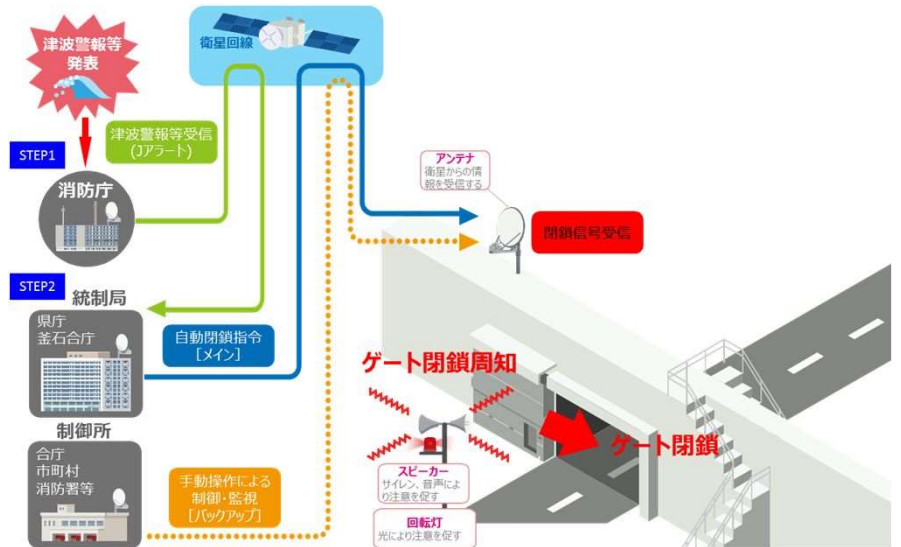 津波警報等
発表
衛星回線
津波警報等受信
(Jアラート)
STEP1
消防庁
アンテナ
衛星からの情
報を受信する
閉鎖信号受信
STEP2
統制局
県庁
釜石合庁
自動閉鎖指令
[メイン]
ゲート閉鎖周知
ゲート閉鎖
制御所
合庁
市町村
消防署等
手動操作による
制御・監視
[バックアップ]
スピーカー
サイレン、音声によ
り注意を促す
回転灯
光により注意を促す